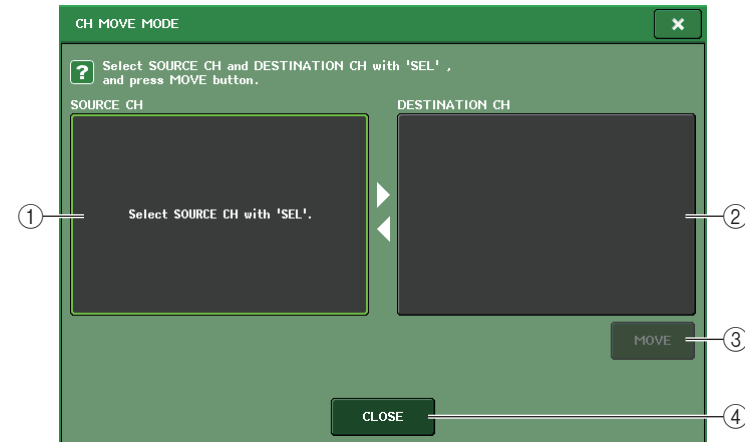 CH MOVE MODE
?
Select SOURCE CH and DESTINATION CH with 'SEL' ,
and press MOVE button.
SOURCE CH
DESTINATION CH
Select SOURCE CH with 'SEL'.
1
2
MOVE
3
CLOSE
4